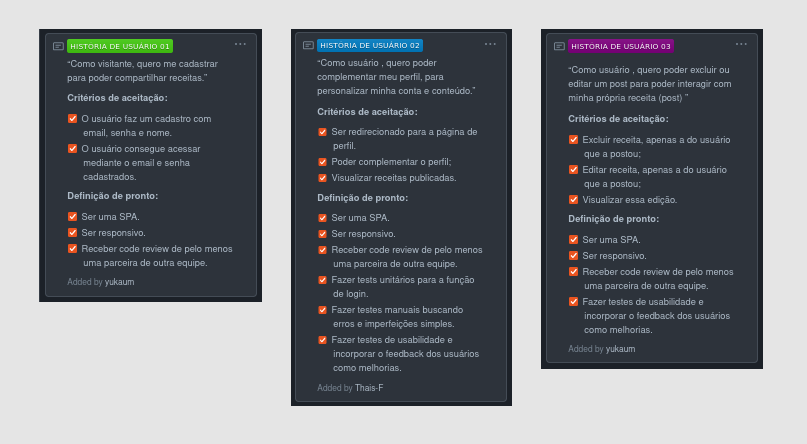 HISTORIA DE USUÁRIO 01
“Como visitante, quero me cadastrar
para poder compartilhar receitas.”
Critérios de aceitação:
O usuário faz um cadastro com
email, senha e nome.
O usuário consegue acessar
mediante o email e senha
cadastrados.
Definição de pronto:
Ser uma SPA.
Ser responsivo.
Receber code review de pelo menos
uma parceira de outra equipe.
Added by yukaum
HISTORIA DE USUÁRIO 02
“Como usuário , quero poder
complementar meu perfil, para
personalizar minha conta e conteúdo.”
Critérios de aceitação:
Ser redirecionado para a página de
perfil.
Poder complementar o perfil;
Visualizar receitas publicadas.
Definição de pronto:
Ser uma SPA.
Ser responsivo.
Receber code review de pelo menos
uma parceira de outra equipe.
Fazer tests unitários para a função
de login.
Fazer testes manuais buscando
erros e imperfeições simples.
Fazer testes de usabilidade e
incorporar o feedback dos usuários
como melhorias.
Added by Thais-F
HISTORIA DE USUÁRIO 03
“Como usuário , quero poder excluir ou
editar um post para poder interagir com
minha própria receita (post) ”
Critérios de aceitação:
Excluir receita, apenas a do usuário
que a postou;
Editar receita, apenas a do usuário
que a postou;
Visualizar essa edição.
Definição de pronto:
Ser uma SPA.
Ser responsivo.
Receber code review de pelo menos
uma parceira de outra equipe.
Fazer testes de usabilidade e
incorporar o feedback dos usuários
como melhorias.
Added by yukaum